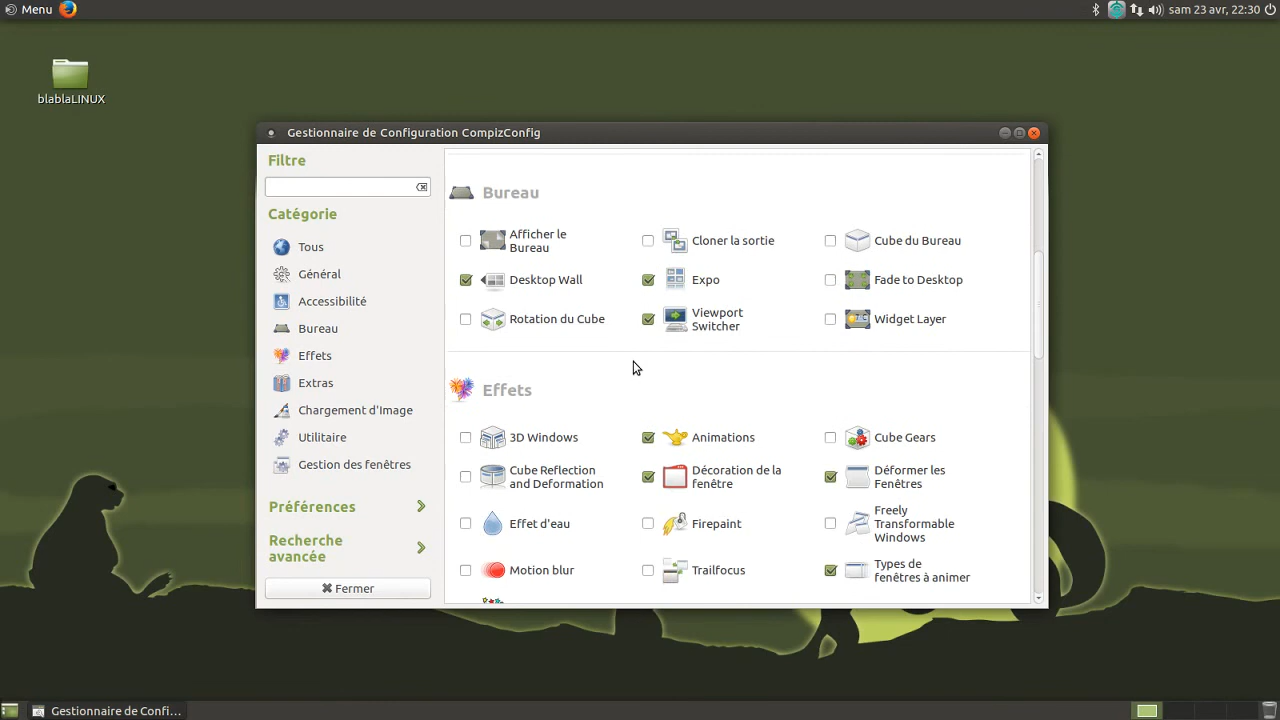 Menu
sam 23 avr, 22:30
blablaLINUX
Gestionnaire de Configuration CompizConfig
Filtre
Catégorie
Tous
Général
Accessibilité
Bureau
Effets
Extras
Chargement d'Image
Utilitaire
Gestion des fenêtres
Préférences
Recherche
avancée
Fermer
Bureau
Afficher le
Bureau
Cloner la sortie
Cube du Bureau
Desktop Wall
Expo
Fade to Desktop
Rotation du Cube
Viewport
Switcher
Widget Layer
Effets
3D Windows
Animations
Cube Gears
Cube Reflection
and Deformation
Décoration de la
fenêtre
Déformer les
Fenêtres
Effet d'eau
Firepaint
Freely
Transformable
Windows
Motion blur
Trailfocus
Types de
fenêtres à animer
Gestionnaire de Confi...